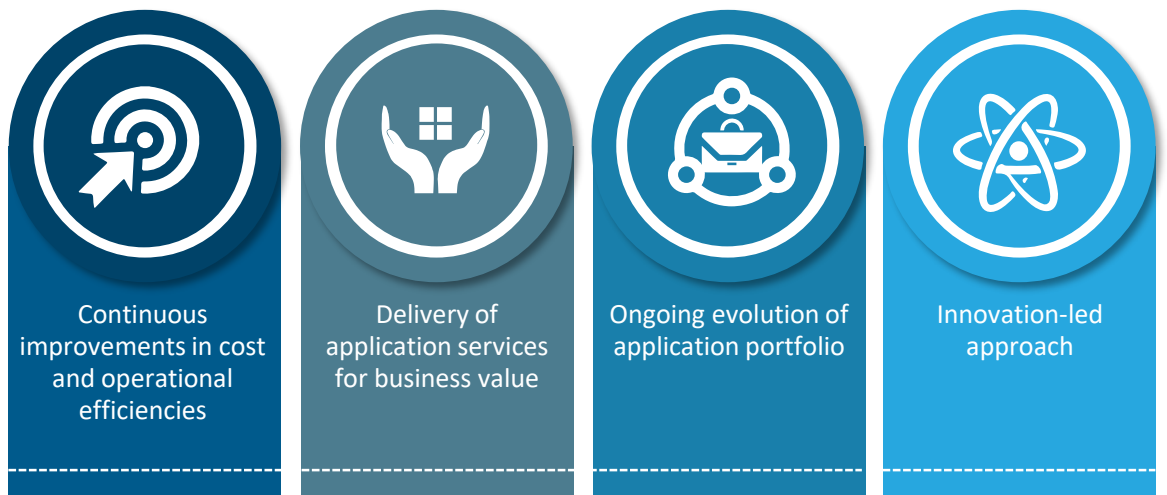 Continuous
improvements in cost
and operational
efficiencies
Delivery of
application services
for business value
Ongoing evolution of
application portfolio
Innovation-led
approach